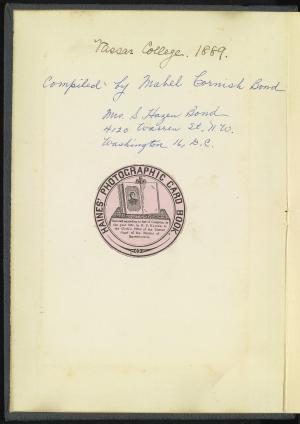 Vassar College. 1889.
Compiled by Mabel Cornish Bond
Mrs. S Hazen Bond
4120 Warren St. N.W.
Washington 16, D.C.
HAINES' PHOTOGRAPHIC CARD BOOK